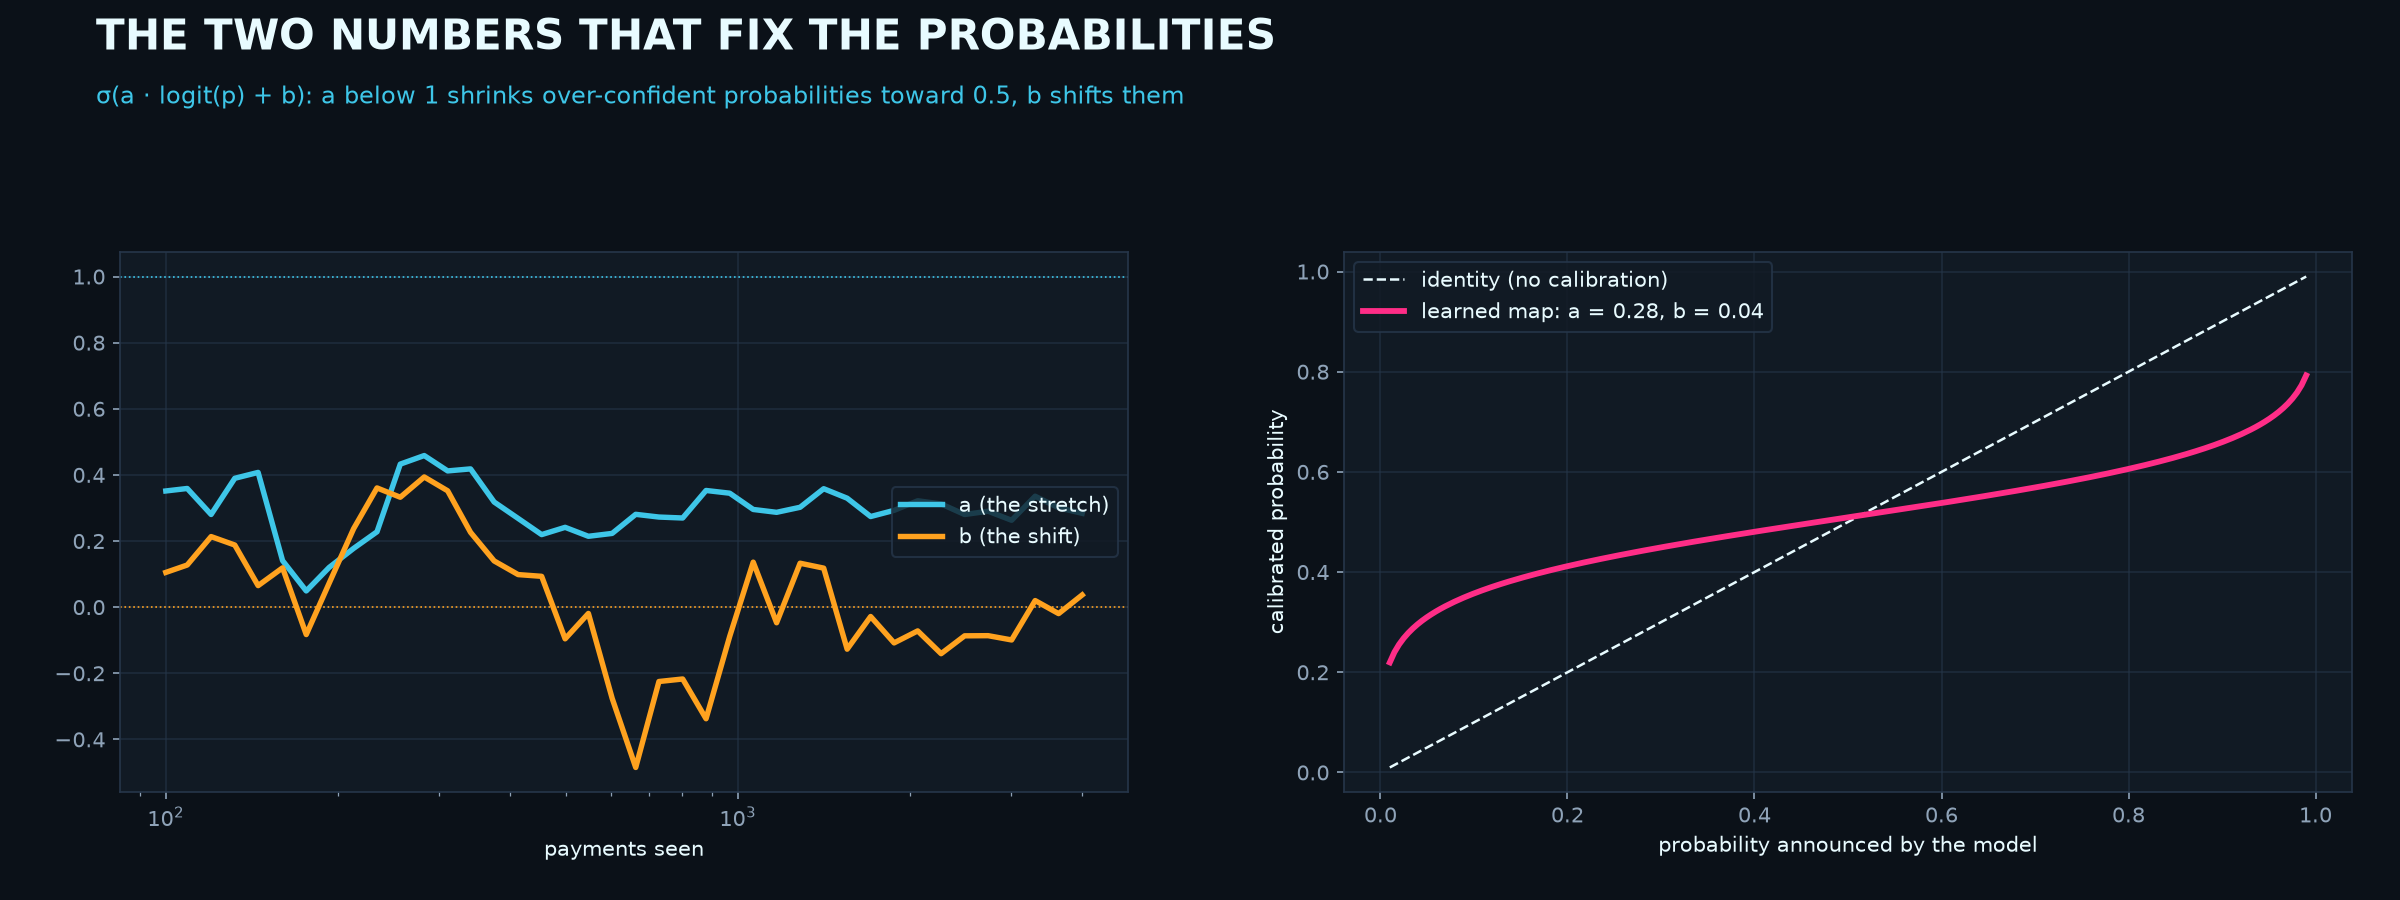 THE TWO NUMBERS THAT FIX THE PROBABILITIES
σ(a · logit(p) + b): a below 1 shrinks over-confident probabilities toward 0.5, b shifts them
1.0
0.8
0.6
0.4
0.2
0.0
−0.2
−0.4
a (the stretch)
b (the shift)
10²
10³
payments seen
calibrated probability
1.0
0.8
0.6
0.4
0.2
0.0
identity (no calibration)
learned map: a = 0.28, b = 0.04
0.0
0.2
0.4
0.6
0.8
1.0
probability announced by the model